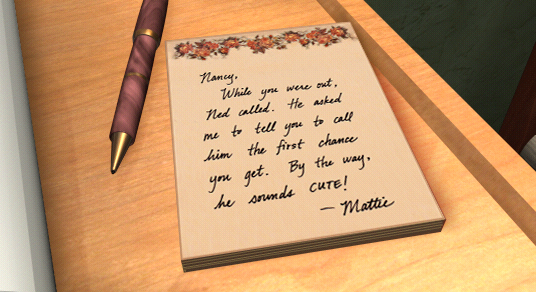 Nancy,
While you were out,
Ned called. He asked
me to tell you to call
him the first chance
you get. By the way,
he sounds CUTE!
— Mattie